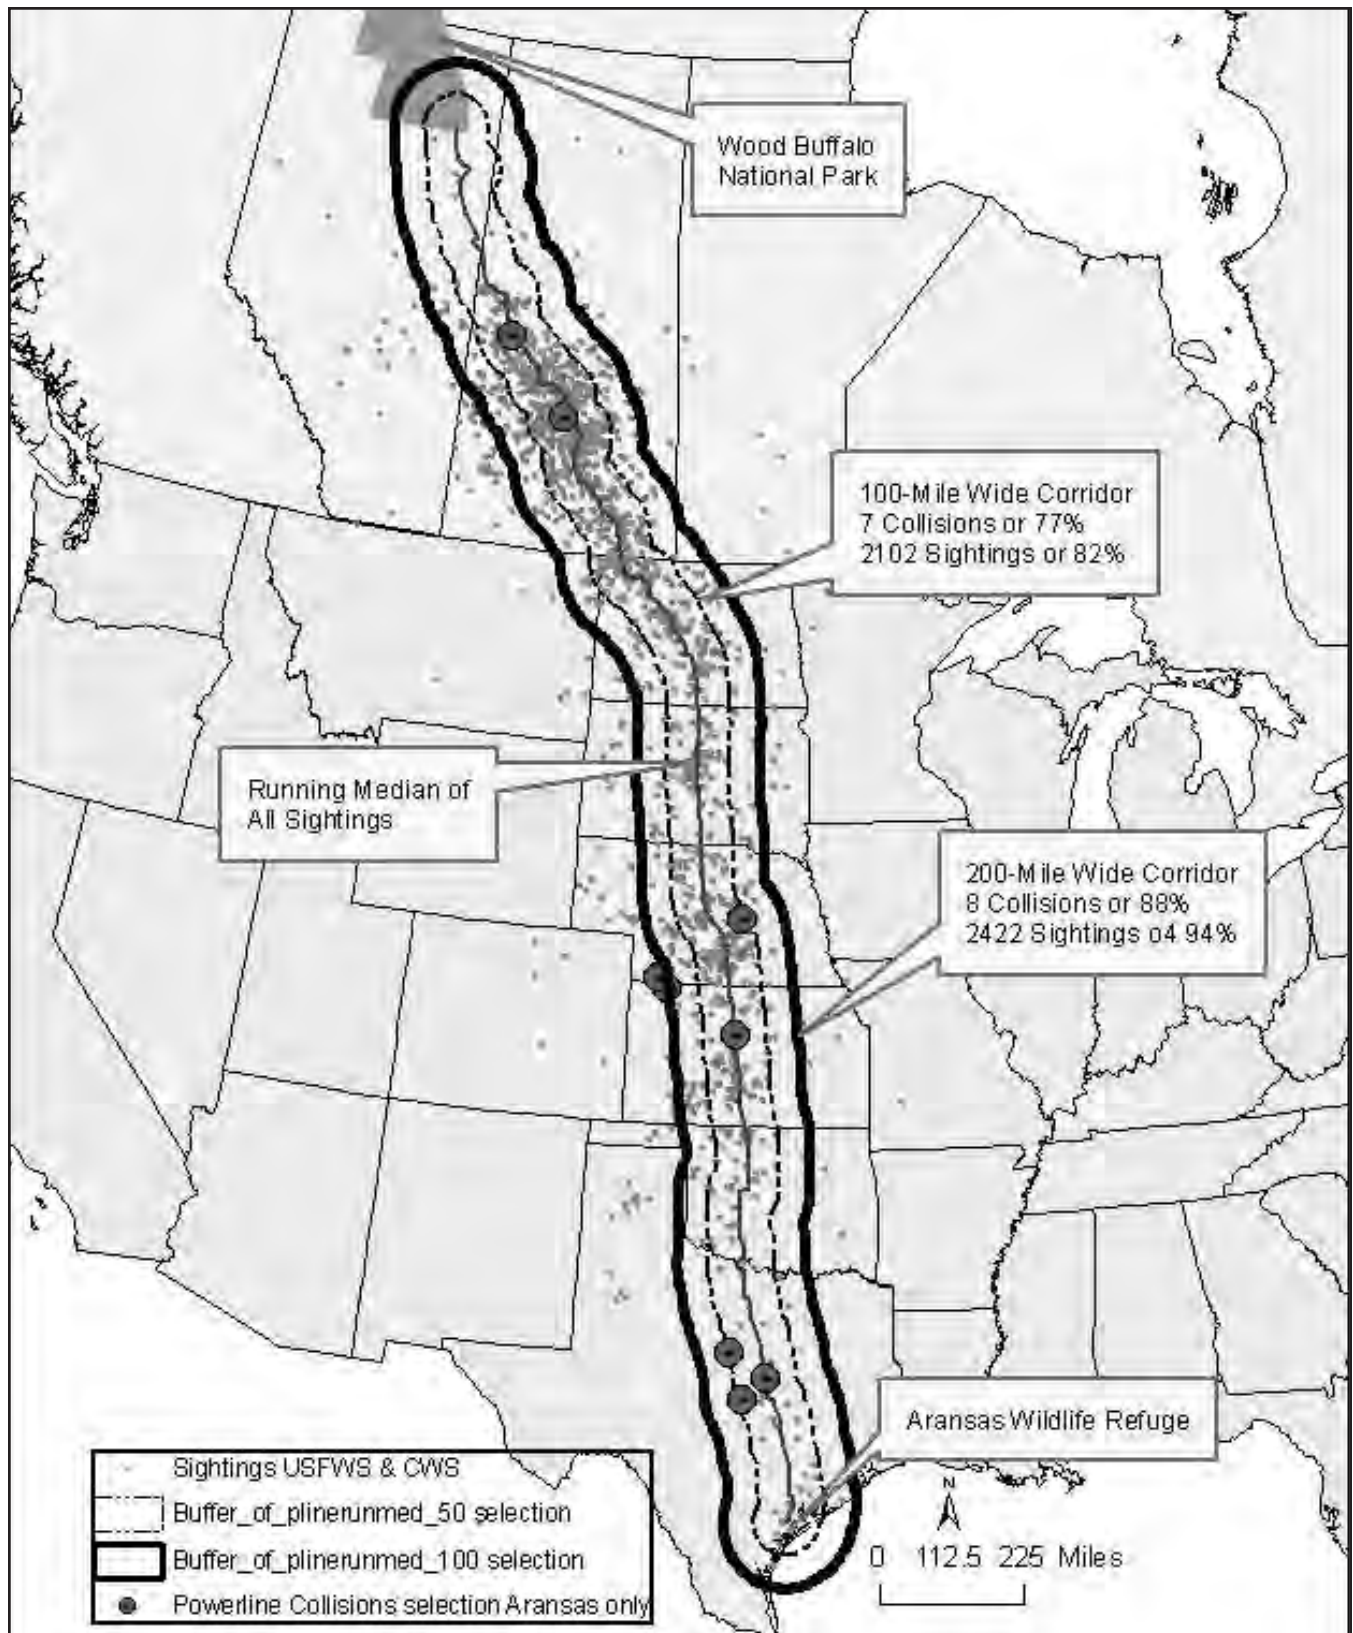 Wood Buffalo
National Park
100-Mile Wide Corridor
7 Collisions or 77%
2102 Sightings or 82%
Running Median of
All Sightings
200-Mile Wide Corridor
8 Collisions or 88%
2422 Sightings o4 94%
Aransas Wildlife Refuge
Sightings USFWS & CWS
Buffer_of_plinerunmed_50 selection
Buffer_of_plinerunmed_100 selection
Powerline Collisions selection Aransas only
N
0 112.5 225 Miles